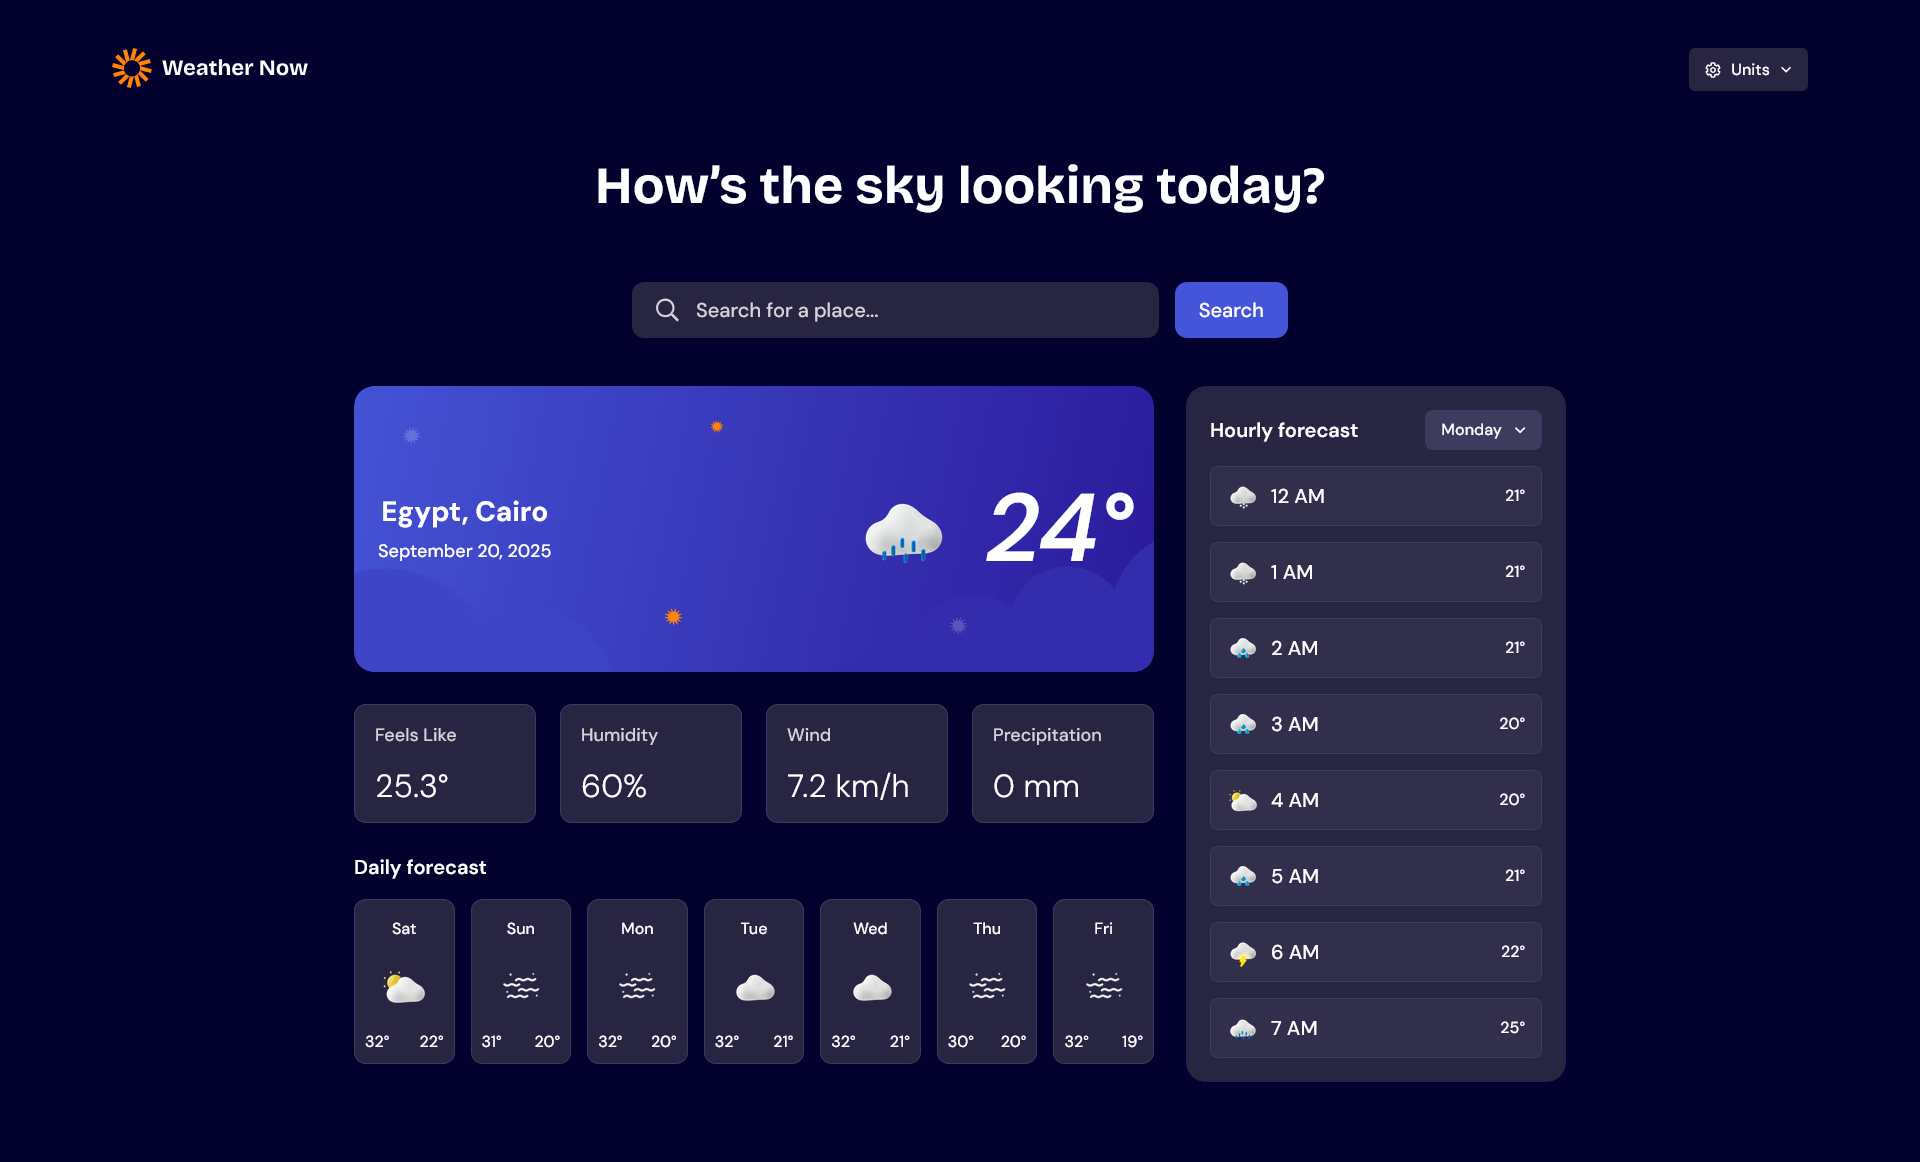 Weather Now
Units
How's the sky looking today?
Search for a place...
Search
Egypt, Cairo
September 20, 2025
24°
Feels Like
25.3°
Humidity
60%
Wind
7.2 km/h
Precipitation
0 mm
Daily forecast
Sat
32° 22°
Sun
31° 20°
Mon
32° 20°
Tue
32° 21°
Wed
32° 21°
Thu
30° 20°
Fri
32° 19°
Hourly forecast
Monday
12 AM 21°
1 AM 21°
2 AM 21°
3 AM 20°
4 AM 20°
5 AM 21°
6 AM 22°
7 AM 25°